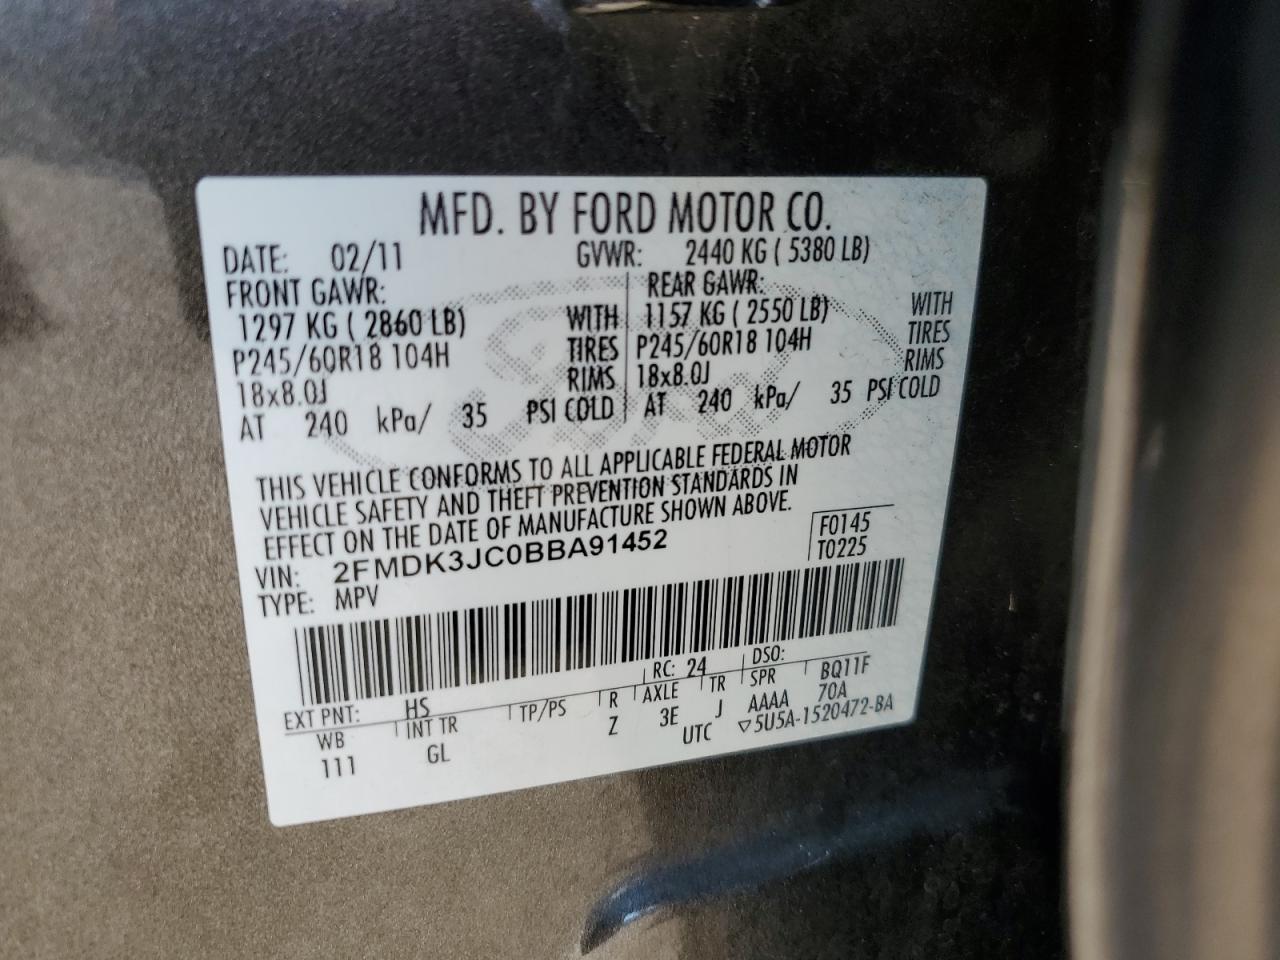 MFD. BY FORD MOTOR CO.
DATE: 02/11 GVWR: 2440 KG ( 5380 LB)
FRONT GAWR: REAR GAWR:
1297 KG ( 2860 LB) WITH 1157 KG ( 2550 LB) WITH
P245/60R18 104H TIRES P245/60R18 104H TIRES
18x8.0J RIMS 18x8.0J RIMS
AT 240 kPa/ 35 PSI COLD AT 240 kPa/ 35 PSI COLD
Ford
THIS VEHICLE CONFORMS TO ALL APPLICABLE FEDERAL MOTOR
VEHICLE SAFETY AND THEFT PREVENTION STANDARDS IN
EFFECT ON THE DATE OF MANUFACTURE SHOWN ABOVE.
F0145
VIN: 2FMDK3JC0BBA91452 T0225
TYPE: MPV
EXT PNT: HS RC: 24 DSO:
WB INT TR TP/PS R AXLE TR SPR BQ11F
111 GL Z 3E J AAAA 70A
UTC ▽5U5A-1520472-BA